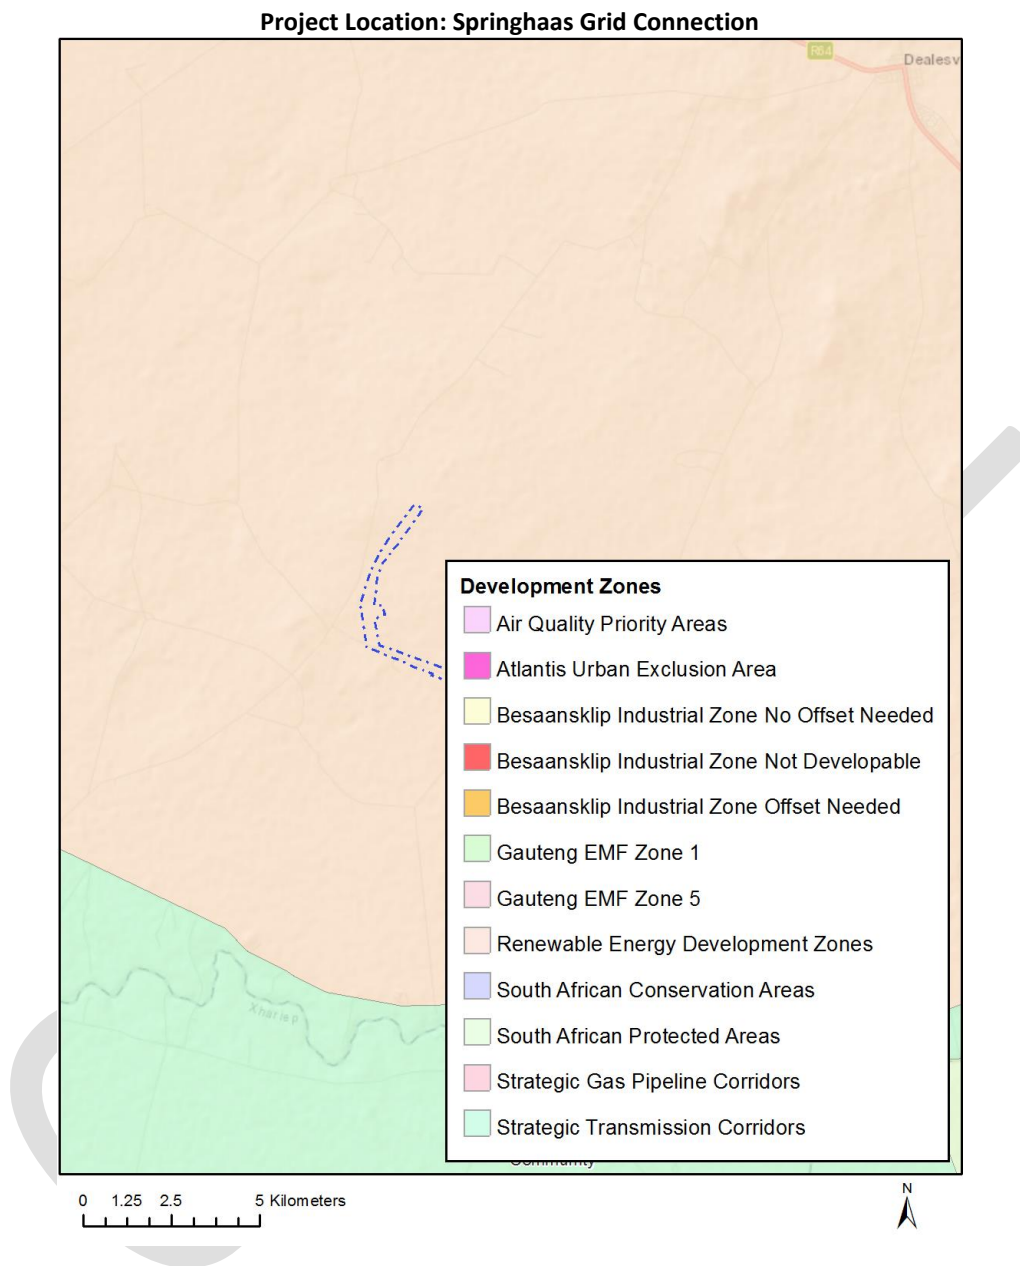 Project Location: Springhaas Grid Connection
R64
Dealesv
Development Zones
Air Quality Priority Areas
Atlantis Urban Exclusion Area
Besaansklip Industrial Zone No Offset Needed
Besaansklip Industrial Zone Not Developable
Besaansklip Industrial Zone Offset Needed
Gauteng EMF Zone 1
Gauteng EMF Zone 5
Renewable Energy Development Zones
South African Conservation Areas
South African Protected Areas
Strategic Gas Pipeline Corridors
Strategic Transmission Corridors
Xhariep
Community
0 1.25 2.5 5 Kilometers
N